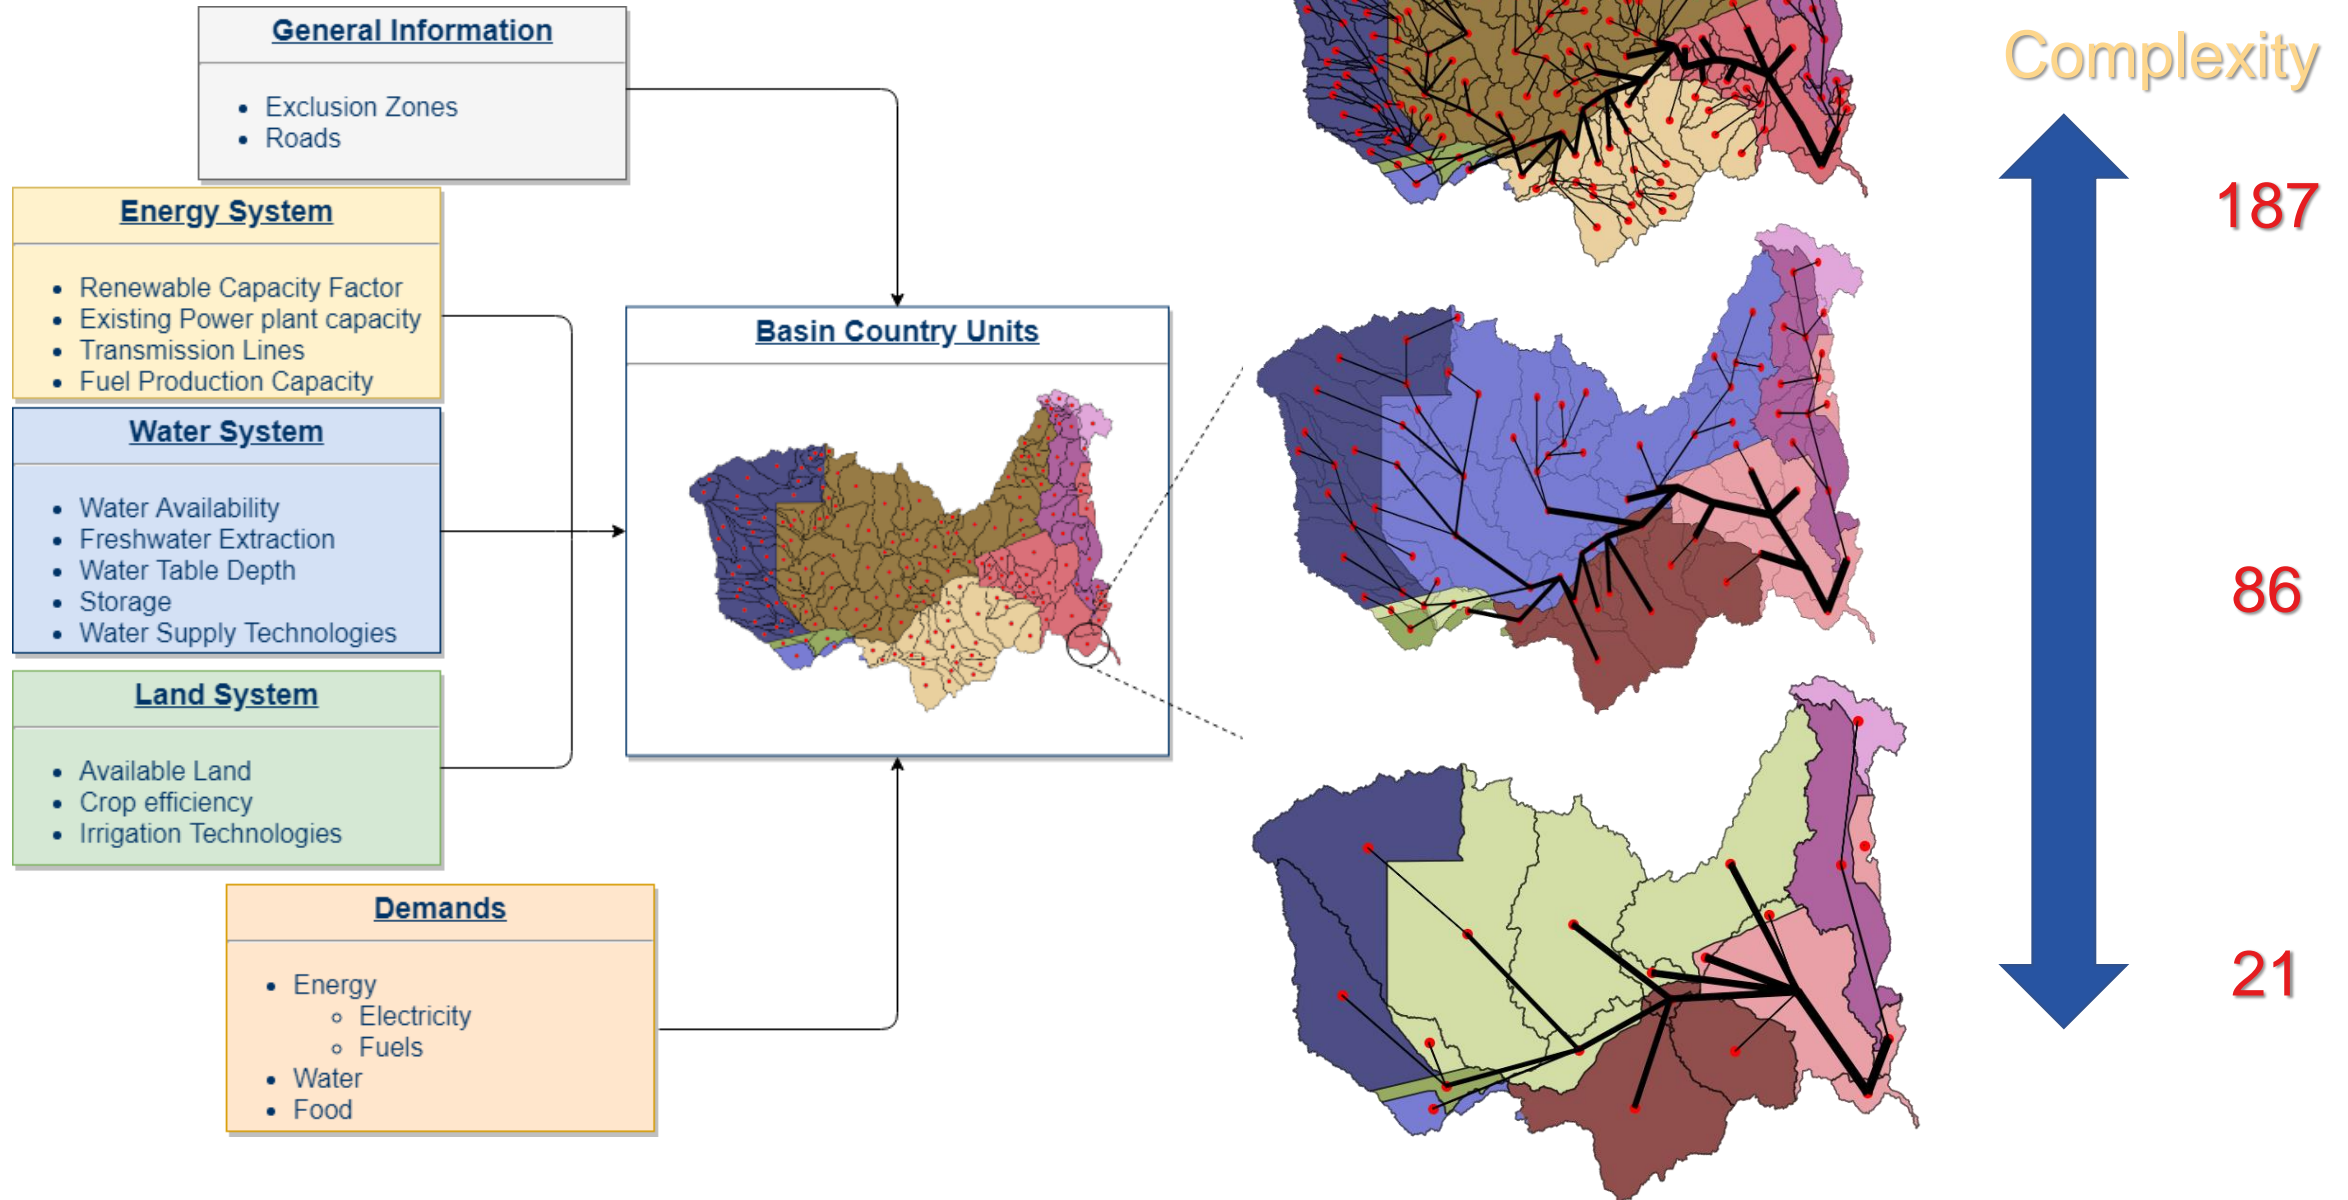 General Information
• Exclusion Zones
• Roads
Energy System
• Renewable Capacity Factor
• Existing Power plant capacity
• Transmission Lines
• Fuel Production Capacity
Water System
• Water Availability
• Freshwater Extraction
• Water Table Depth
• Storage
• Water Supply Technologies
Land System
• Available Land
• Crop efficiency
• Irrigation Technologies
Demands
• Energy
○ Electricity
○ Fuels
• Water
• Food
Basin Country Units
Complexity
187
86
21